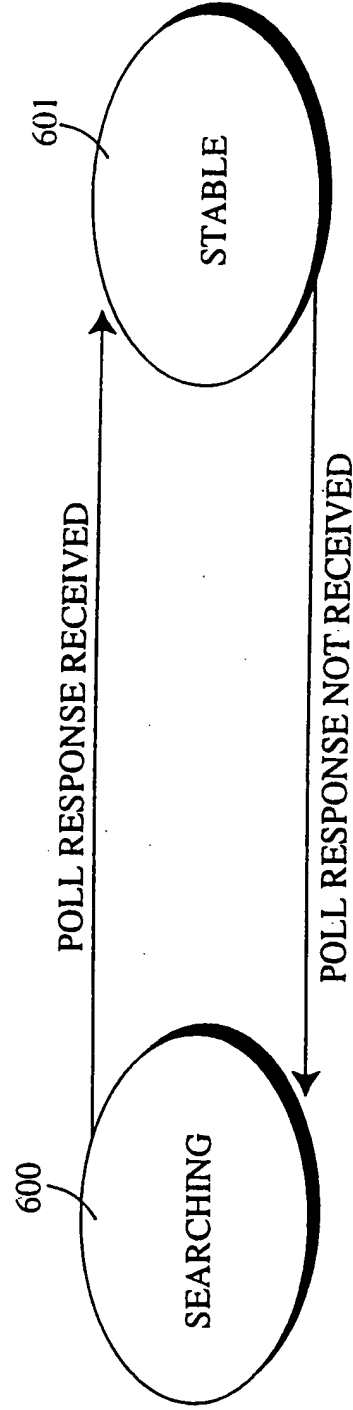 600
SEARCHING
POLL RESPONSE RECEIVED
POLL RESPONSE NOT RECEIVED
601
STABLE